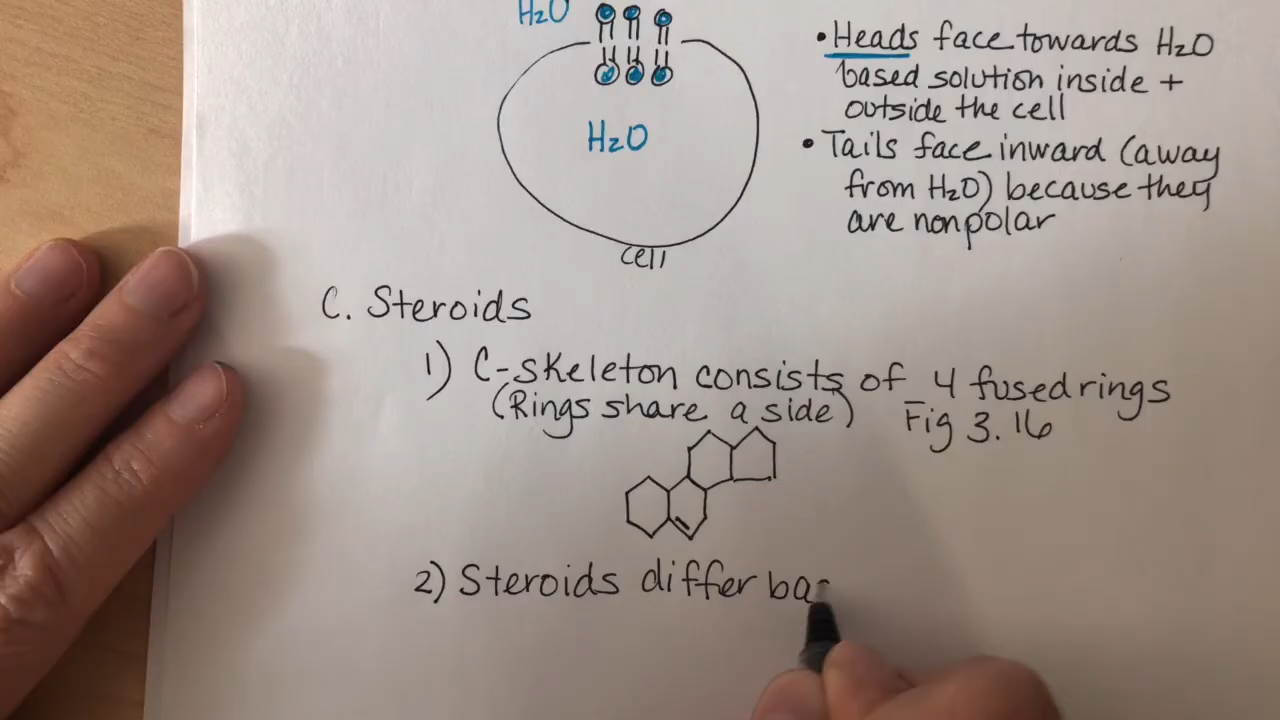 H₂O
• Heads face towards H₂O
based solution inside +
outside the cell
H₂O
• Tails face inward (away
from H₂O) because they
are nonpolar
cell
C. Steroids
1) C-skeleton consists of 4 fused rings
(Rings share a side) Fig 3.16
2) Steroids differ ba